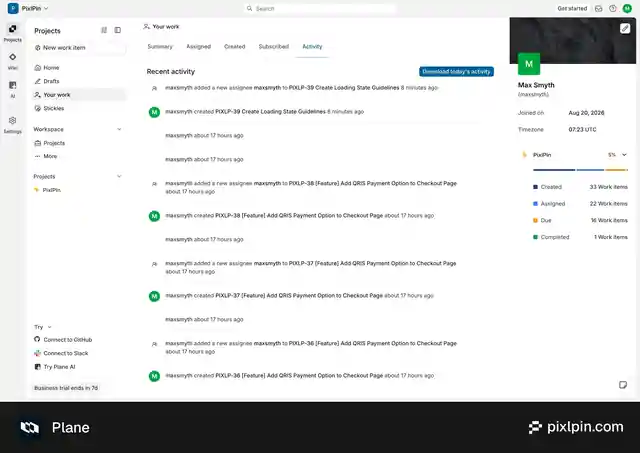 P PixlPin
Search
Get started
M
Projects
Wiki
AI
Settings
Projects
New work item
Home
Drafts
Your work
Stickies
Workspace
Projects
More
Projects
PixlPin
Try
Connect to GitHub
Connect to Slack
Try Plane AI
Business trial ends in 7d
Your work
Summary Assigned Created Subscribed Activity
Recent activity
Download today's activity
maxsmyth added a new assignee maxsmyth to PIXLP-39 Create Loading State Guidelines 8 minutes ago
M maxsmyth created PIXLP-39 Create Loading State Guidelines 8 minutes ago
maxsmyth about 17 hours ago
maxsmyth about 17 hours ago
maxsmyth added a new assignee maxsmyth to PIXLP-38 [Feature] Add QRIS Payment Option to Checkout Page
about 17 hours ago
M maxsmyth created PIXLP-38 [Feature] Add QRIS Payment Option to Checkout Page about 17 hours ago
maxsmyth about 17 hours ago
maxsmyth added a new assignee maxsmyth to PIXLP-37 [Feature] Add QRIS Payment Option to Checkout Page
about 17 hours ago
M maxsmyth created PIXLP-37 [Feature] Add QRIS Payment Option to Checkout Page about 17 hours ago
maxsmyth about 17 hours ago
maxsmyth added a new assignee maxsmyth to PIXLP-36 [Feature] Add QRIS Payment Option to Checkout Page
about 17 hours ago
M maxsmyth created PIXLP-36 [Feature] Add QRIS Payment Option to Checkout Page about 17 hours ago
M
Max Smyth
(maxsmyth)
Joined on Aug 20, 2026
Timezone 07:23 UTC
PixlPin 5%
Created 33 Work items
Assigned 22 Work items
Due 16 Work items
Completed 1 Work items
Plane
pixlpin.com